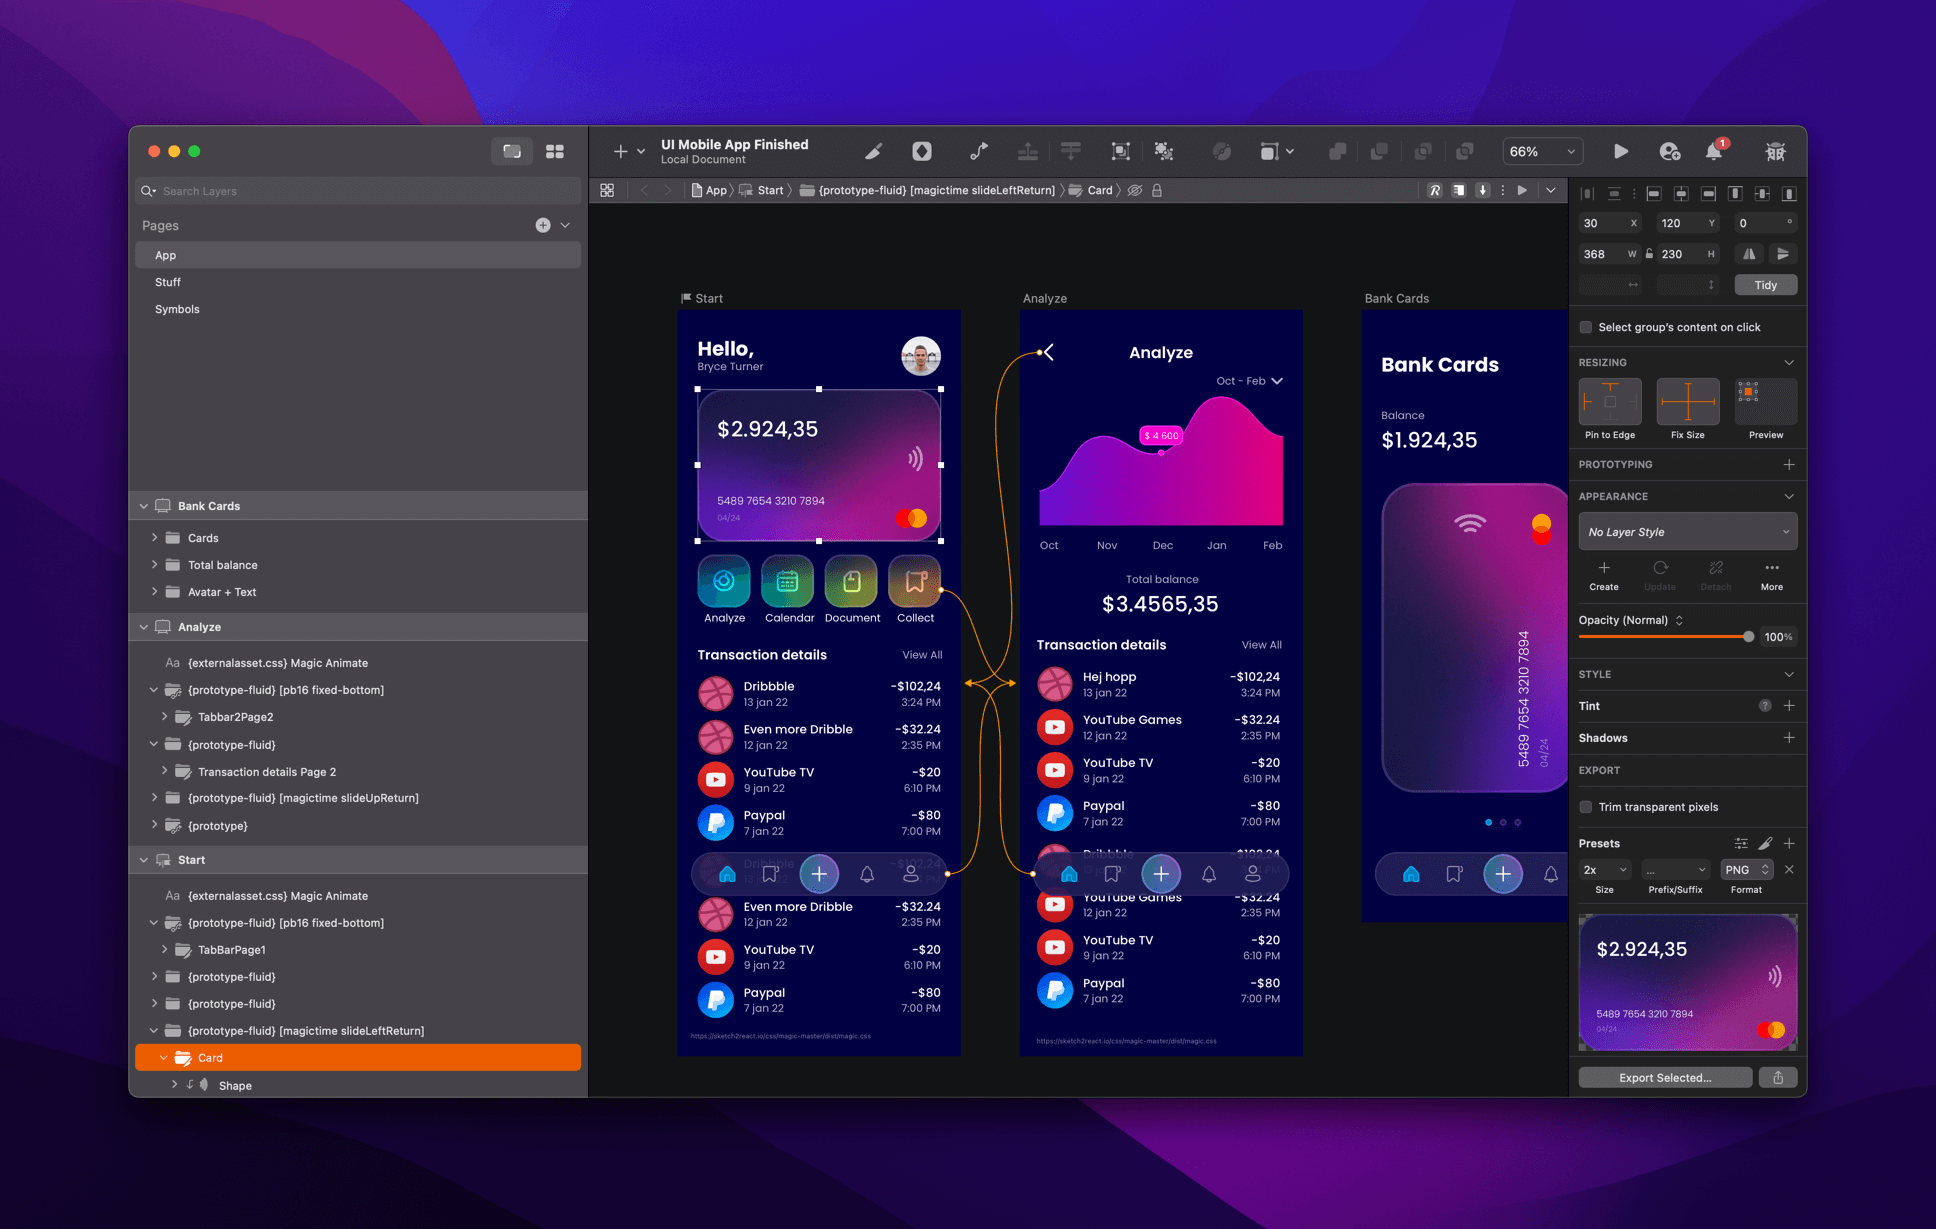 UI Mobile App Finished
Local Document
66%
1
Search Layers
App
Start
{prototype-fluid} [magictime slideLeftReturn]
Card
Pages
App
Stuff
Symbols
Bank Cards
Cards
Total balance
Avatar + Text
Analyze
Aa {externalasset.css} Magic Animate
{prototype-fluid} [pb16 fixed-bottom]
Tabbar2Page2
{prototype-fluid}
Transaction details Page 2
{prototype-fluid} [magictime slideUpReturn]
{prototype}
Start
Aa {externalasset.css} Magic Animate
{prototype-fluid} [pb16 fixed-bottom]
TabBarPage1
{prototype-fluid}
{prototype-fluid}
{prototype-fluid} [magictime slideLeftReturn]
Card
Shape
Start
Hello,
Bryce Turner
$2.924,35
5489 7654 3210 7894
04/24
Analyze Calendar Document Collect
Transaction details View All
Dribbble -$102,24
13 jan 22 3:24 PM
Even more Dribble -$32.24
12 jan 22 2:35 PM
YouTube TV -$20
9 jan 22 6:10 PM
Paypal -$80
7 jan 22 7:00 PM
Dribbble -$102,24
Even more Dribble -$32.24
12 jan 22 2:35 PM
YouTube TV -$20
9 jan 22 6:10 PM
Paypal -$80
7 jan 22 7:00 PM
https://sketch2react.io/css/magic-master/dist/magic.css
Analyze
Analyze
Oct - Feb
$ 4 600
Oct Nov Dec Jan Feb
Total balance
$3.4565,35
Transaction details View All
Hej hopp -$102,24
13 jan 22 3:24 PM
YouTube Games -$32.24
12 jan 22 2:35 PM
YouTube TV -$20
9 jan 22 6:10 PM
Paypal -$80
7 jan 22 7:00 PM
Dribbble -$102,24
YouTube Games -$32.24
12 jan 22 2:35 PM
YouTube TV -$20
9 jan 22 6:10 PM
Paypal -$80
7 jan 22 7:00 PM
https://sketch2react.io/css/magic-master/dist/magic.css
Bank Cards
Bank Cards
Balance
$1.924,35
5489 7654 3210 7894
04/24
30 X 120 Y 0 °
368 W 230 H
Tidy
Select group's content on click
RESIZING
Pin to Edge Fix Size Preview
PROTOTYPING
APPEARANCE
No Layer Style
Create Update Detach More
Opacity (Normal)
100%
STYLE
Tint ?
Shadows
EXPORT
Trim transparent pixels
Presets
2x ... PNG
Size Prefix/Suffix Format
$2.924,35
5489 7654 3210 7894
04/24
Export Selected...